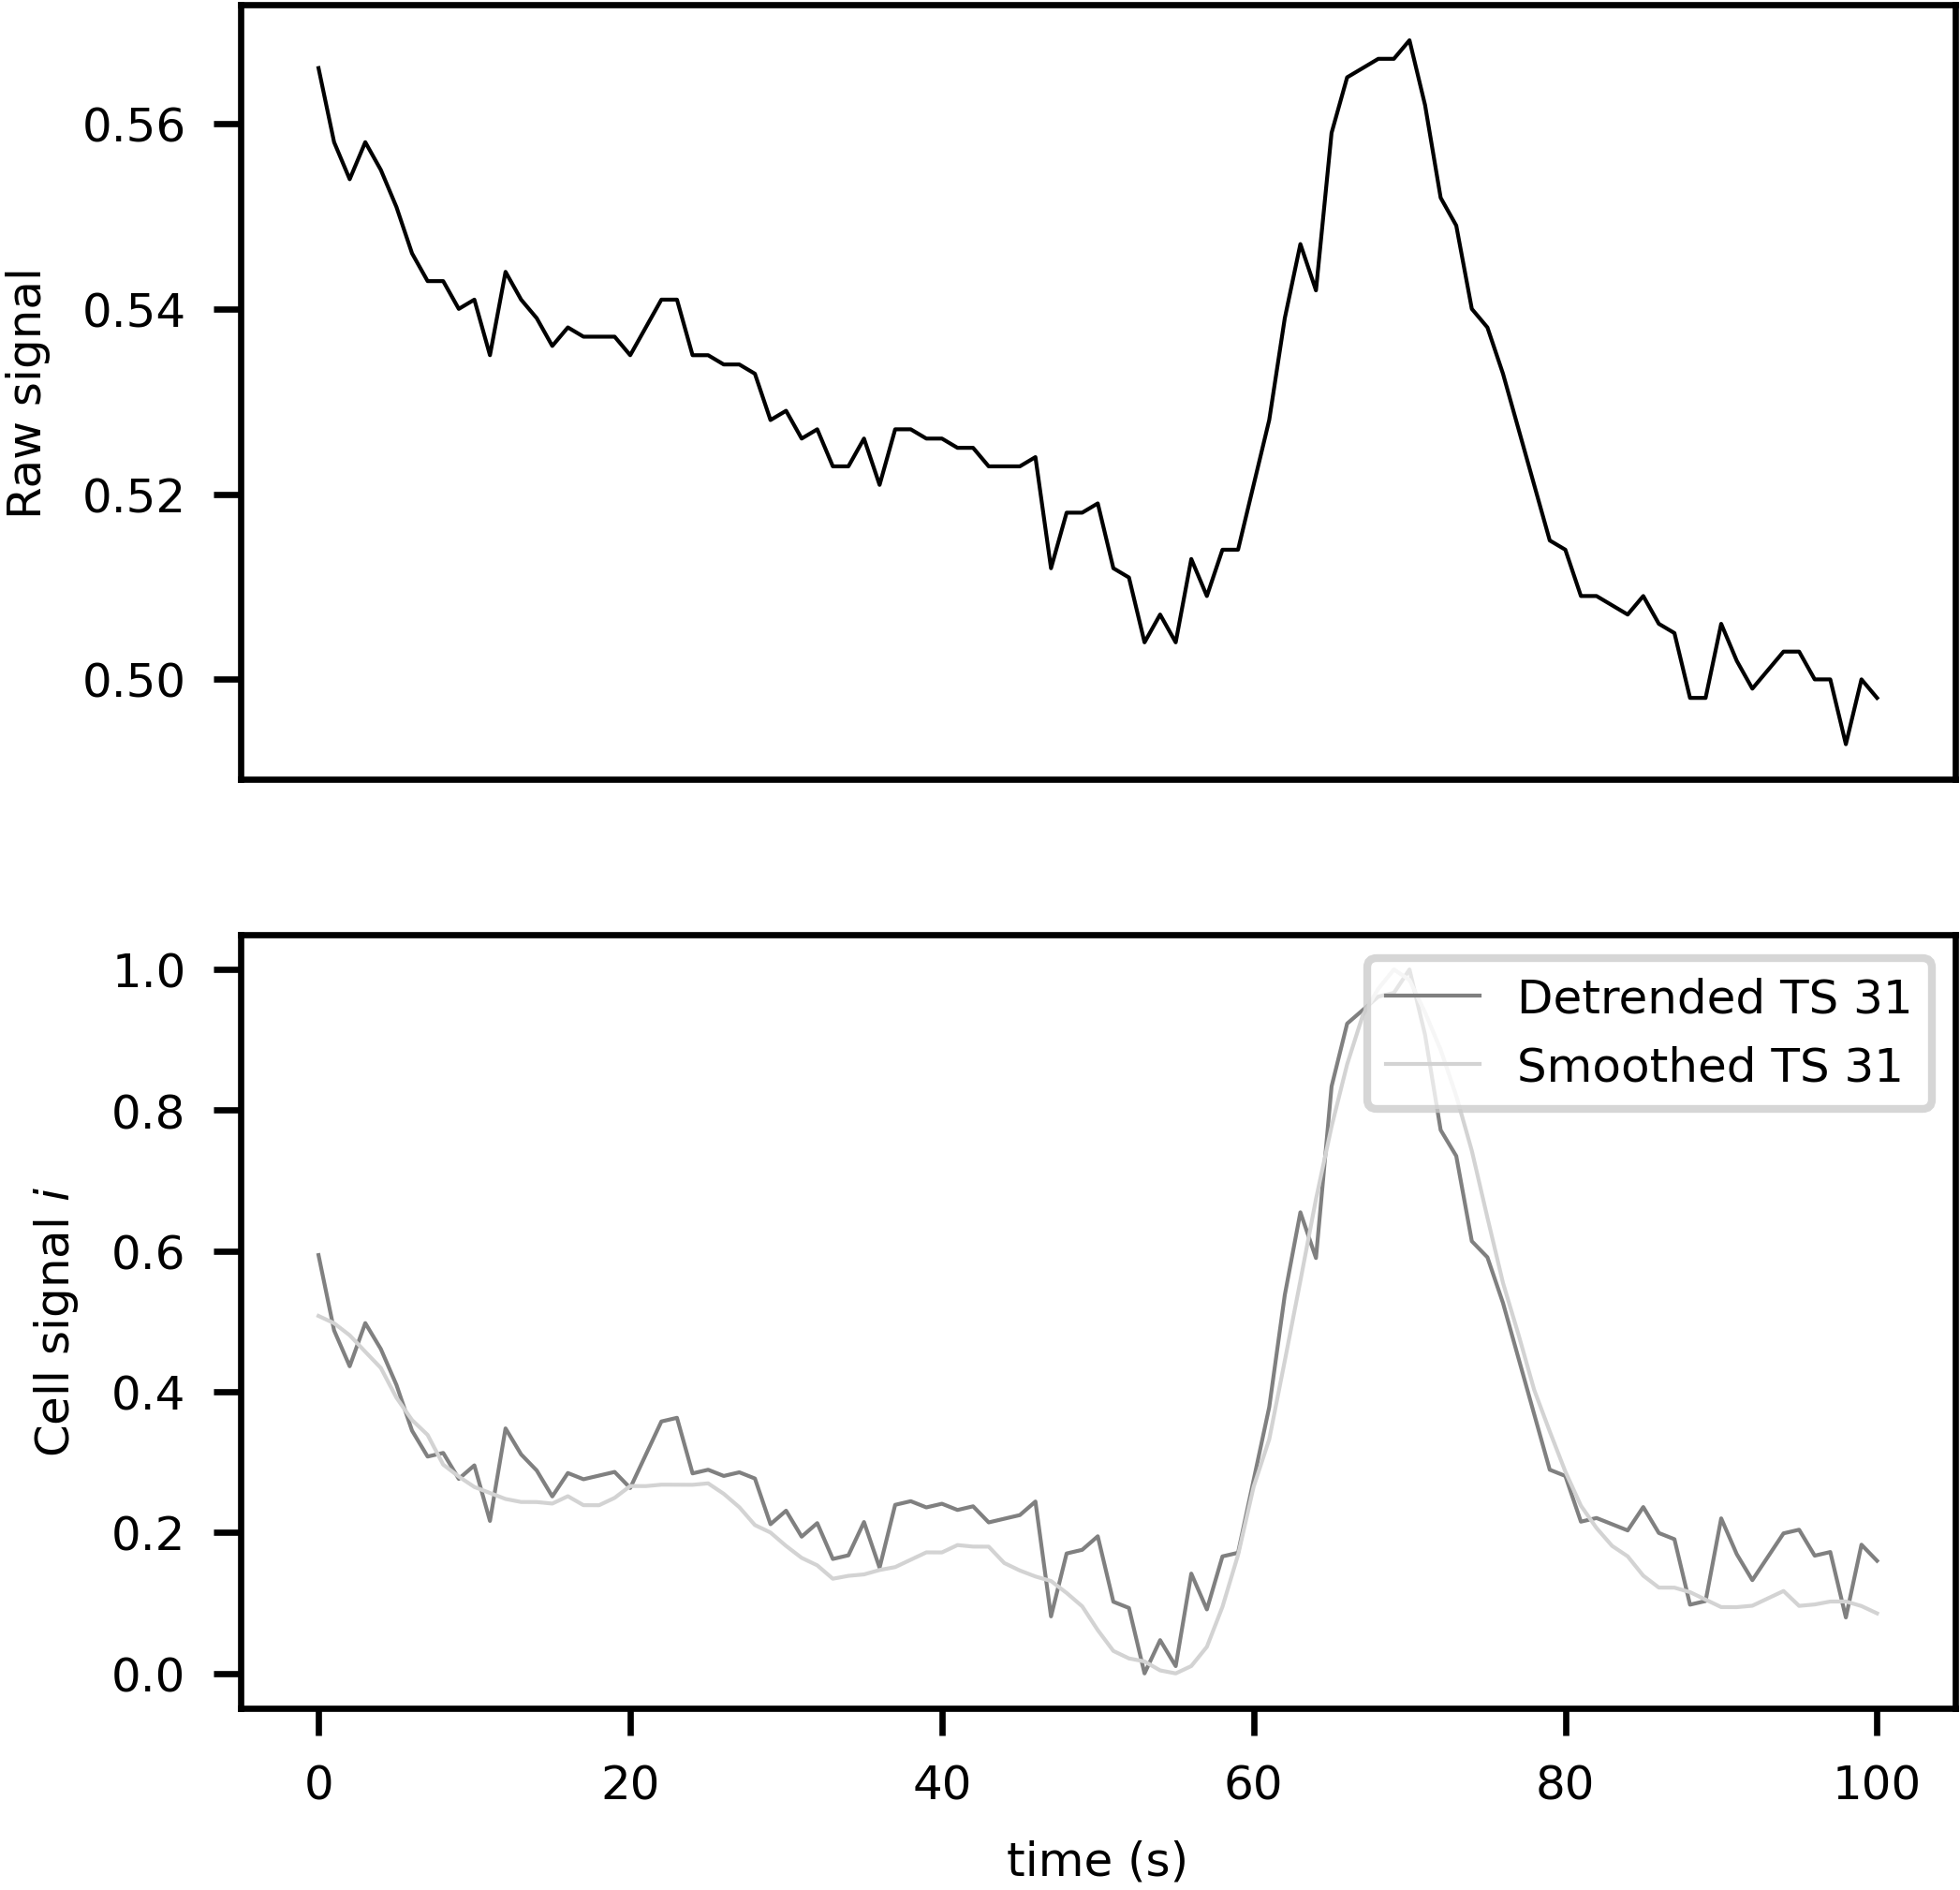 Raw signal
0.56
0.54
0.52
0.50
Cell signal i
1.0
0.8
0.6
0.4
0.2
0.0
Detrended TS 31
Smoothed TS 31
0 20 40 60 80 100
time (s)